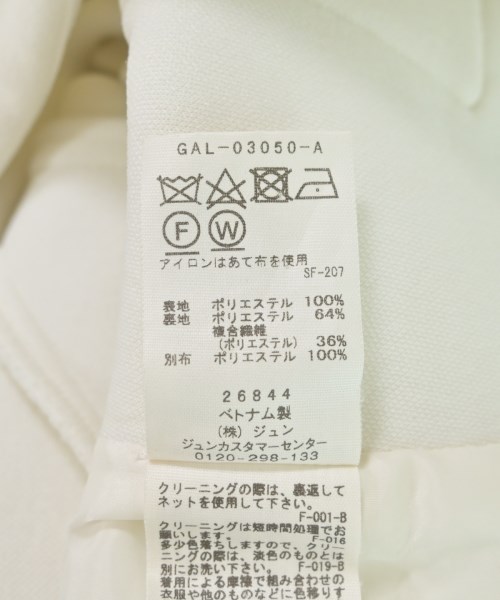 GAL-03050-A
F W
アイロンはあて布を使用
SF-207
表地 ポリエステル 100%
裏地 ポリエステル 64%
複合繊維
(ポリエステル) 36%
別布 ポリエステル 100%
26844
ベトナム製
(株) ジュン
ジュンカスタマーセンター
0120-298-133
クリーニングの際は、裏返して
ネットを使用して下さい。
F-001-B
クリーニングは短時間処理でお
願いします。
F-016
多少色落ちしますので、クリー
ニングの際は、淡色のものとは
別にお洗い下さい。 F-019-B
着用による摩擦で組み合わせの
衣服や他のものなどに色移りす